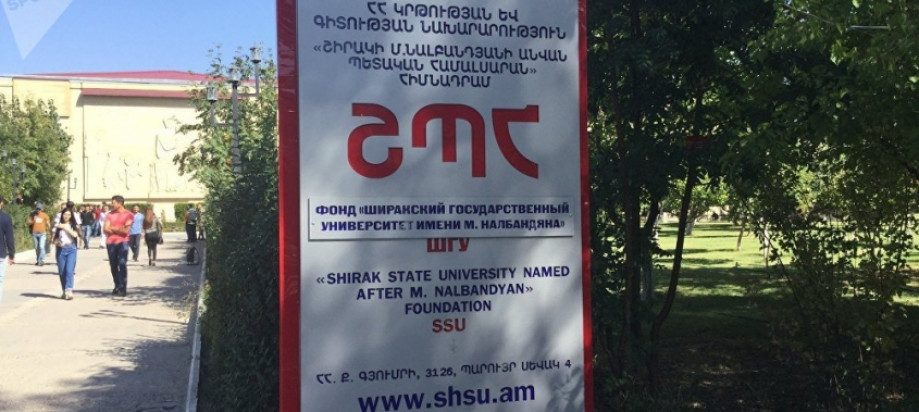 ՀՀ ԿՐԹՈՒԹՅԱՆ ԵՎ
ԳԻՏՈՒԹՅԱՆ ՆԱԽԱՐԱՐՈՒԹՅՈՒՆ
«ՇԻՐԱԿԻ Մ.ՆԱԼԲԱՆԴՅԱՆԻ ԱՆՎԱՆ
ՊԵՏԱԿԱՆ ՀԱՄԱԼՍԱՐԱՆ»
ՀԻՄՆԱԴՐԱՄ
ՇՊՀ
ФОНД «ШИРАКСКИЙ ГОСУДАРСТВЕННЫЙ
УНИВЕРСИТЕТ ИМЕНИ М. НАЛБАНДЯНА»
ШГУ
«SHIRAK STATE UNIVERSITY NAMED
AFTER M. NALBANDYAN»
FOUNDATION
SSU
ՀՀ. Ք. ԳՅՈՒՄՐԻ, 3126, ՊԱՐՈՒՅՐ ՍԵՎԱԿ 4
www.shsu.am